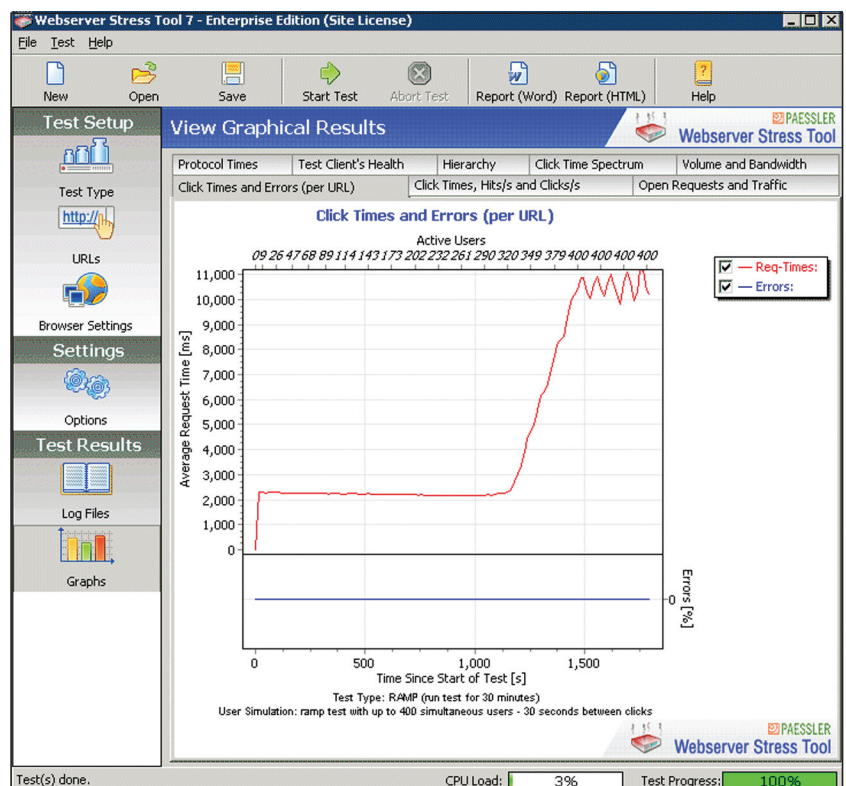 Webserver Stress Tool 7 - Enterprise Edition (Site License)
File Test Help
New Open Save Start Test Abort Test Report (Word) Report (HTML) Help
Test Setup
Test Type
http://
URLs
Browser Settings
Settings
Options
Test Results
Log Files
Graphs
View Graphical Results
PAESSLER
Webserver Stress Tool
Protocol Times Test Client's Health Hierarchy Click Time Spectrum Volume and Bandwidth
Click Times and Errors (per URL) Click Times, Hits/s and Clicks/s Open Requests and Traffic
Click Times and Errors (per URL)
Active Users
09 26 47 68 89 114 143 173 202 232 261 290 320 349 379 400 400 400 400
11,000
10,000
9,000
8,000
7,000
6,000
5,000
4,000
3,000
2,000
1,000
0
Average Request Time [ms]
Req-Times:
Errors:
0
Errors [%]
0 500 1,000 1,500
Time Since Start of Test [s]
Test Type: RAMP (run test for 30 minutes)
User Simulation: ramp test with up to 400 simultaneous users - 30 seconds between clicks
PAESSLER
Webserver Stress Tool
Test(s) done. CPU Load: 3% Test Progress: 100%